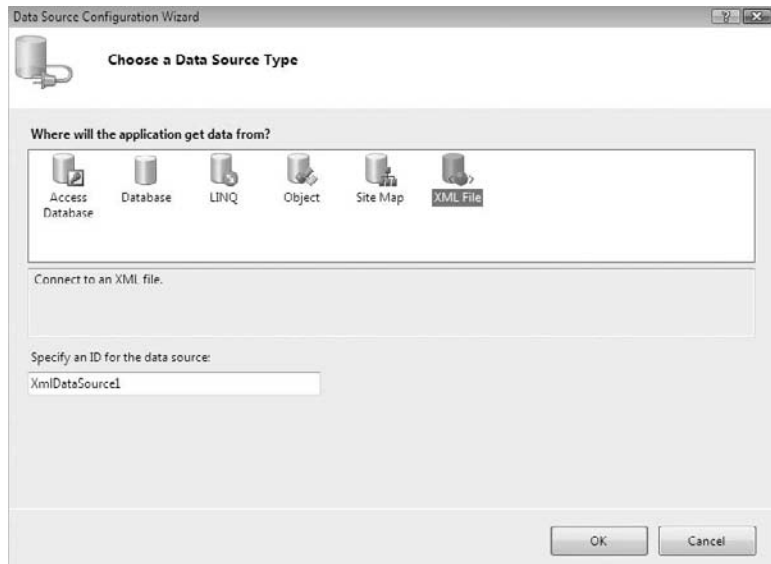 Data Source Configuration Wizard
Choose a Data Source Type
Where will the application get data from?
Access Database
Database
LINQ
Object
Site Map
XML File
Connect to an XML file.
Specify an ID for the data source:
XmlDataSource1
OK
Cancel